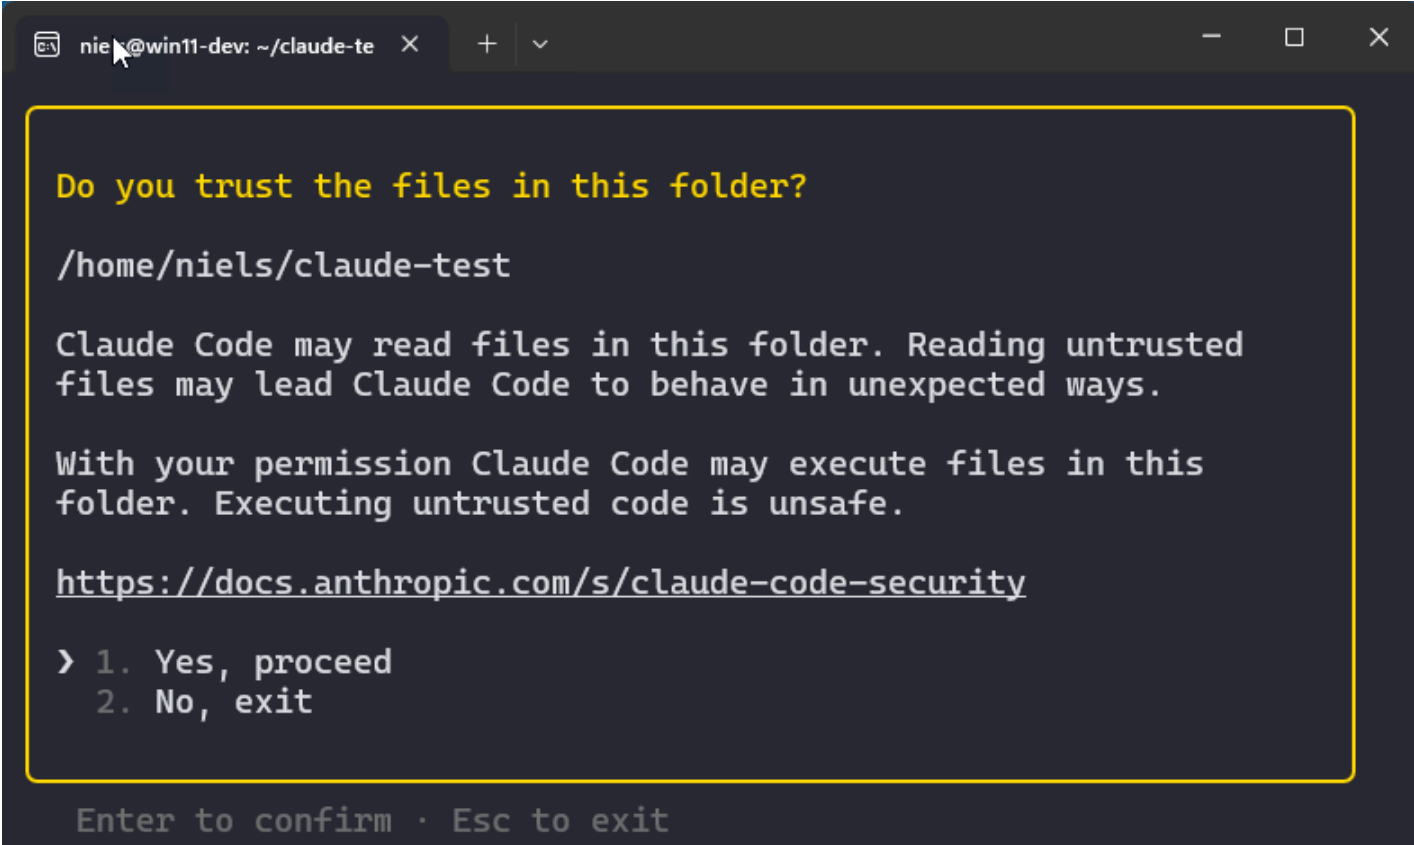 @win11-dev: ~/claude-te
Do you trust the files in this folder?
/home/niels/claude-test
Claude Code may read files in this folder. Reading untrusted
files may lead Claude Code to behave in unexpected ways.
With your permission Claude Code may execute files in this
folder. Executing untrusted code is unsafe.
https://docs.anthropic.com/s/claude-code-security
❯ 1. Yes, proceed
2. No, exit
Enter to confirm · Esc to exit